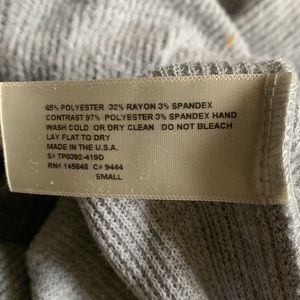 65% POLYESTER 32% RAYON 3% SPANDEX
CONTRAST 97% POLYESTER 3% SPANDEX HAND
WASH COLD OR DRY CLEAN DO NOT BLEACH
LAY FLAT TO DRY
MADE IN THE U.S.A.
S# TP0392-419D
RN# 145848 C# 9444
SMALL